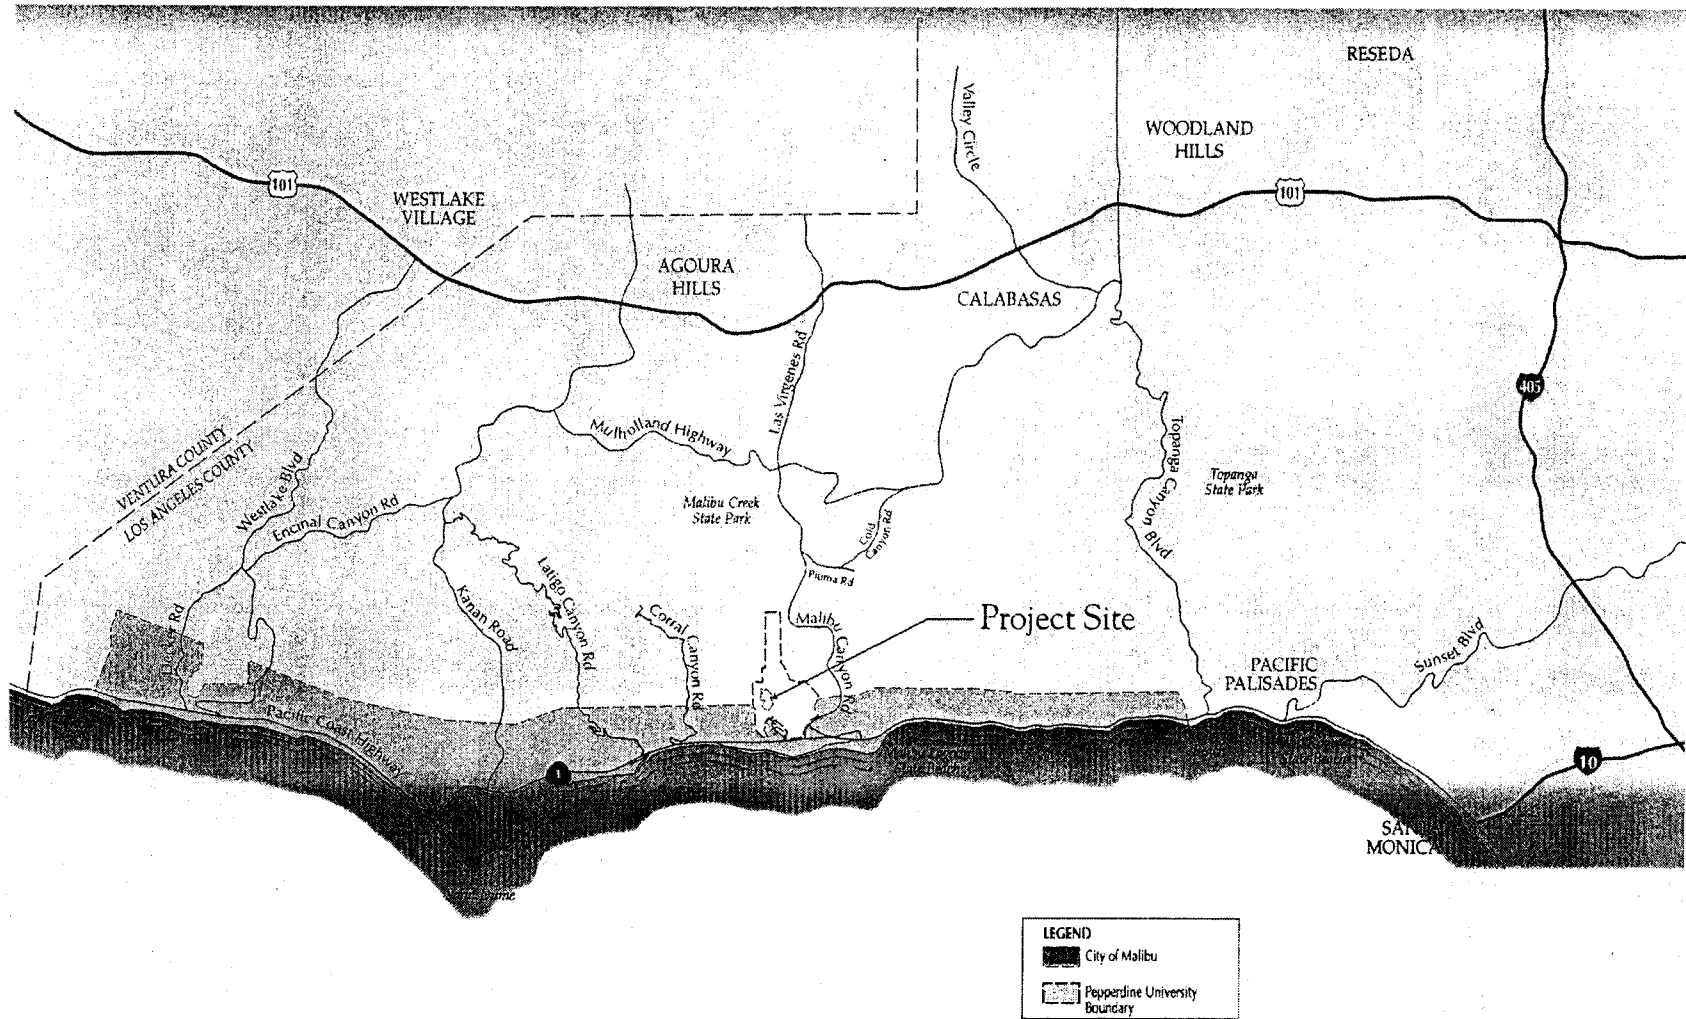 RESEDA
WOODLAND
HILLS
Valley Circle
101
101
WESTLAKE
VILLAGE
AGOURA
HILLS
CALABASAS
405
Las Virgenes Rd
Mulholland Highway
Topanga Canyon Blvd
Topanga
State Park
VENTURA COUNTY
LOS ANGELES COUNTY
Westlake Blvd
Encinal Canyon Rd
Malibu Creek
State Park
Cold
Canyon Rd
Piuma Rd
Latigo Canyon Rd
Kanan Road
Corral Canyon Rd
Malibu Canyon Rd
Project Site
PACIFIC
PALISADES
Sunset Blvd
Pacific Coast Highway
1
10
MONICA
LEGEND
City of Malibu
Pepperdine University
Boundary